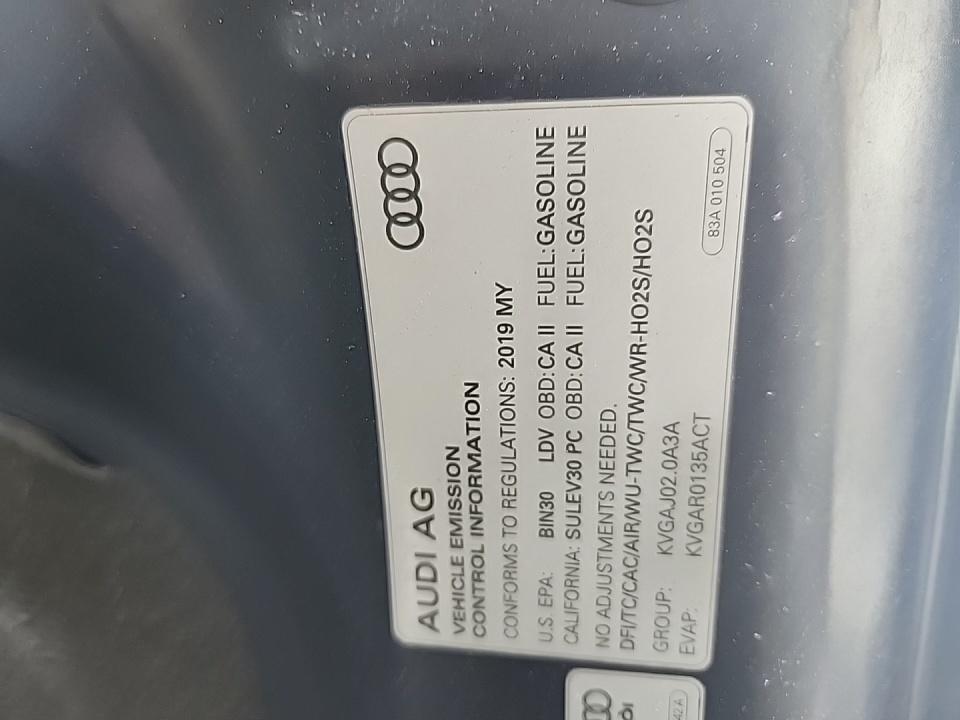 AUDI AG
VEHICLE EMISSION
CONTROL INFORMATION
CONFORMS TO REGULATIONS: 2019 MY
U.S. EPA: BIN30 LDV OBD: CA II FUEL: GASOLINE
CALIFORNIA: SULEV30 PC OBD: CA II FUEL: GASOLINE
NO ADJUSTMENTS NEEDED.
DFI/TC/CAC/AIR/WU-TWC/TWC/WR-HO2S/HO2S
GROUP: KVGAJ02.0A3A
EVAP: KVGAR0135ACT
83A 010 504
42 A